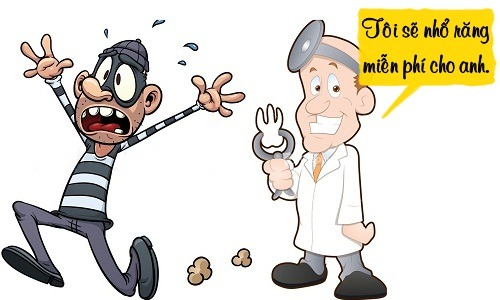 Tôi sẽ nhổ răng
miễn phí cho anh.